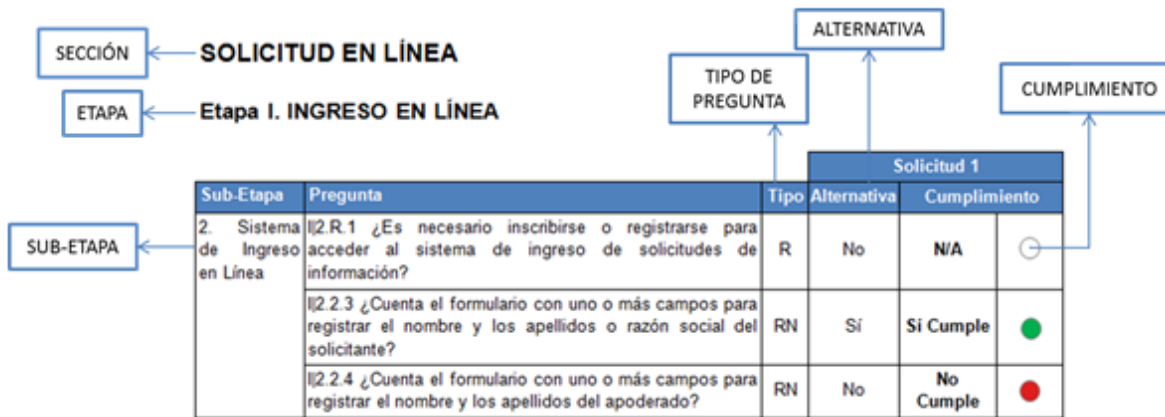 ALTERNATIVA
SECCIÓN
SOLICITUD EN LÍNEA
TIPO DE
PREGUNTA
CUMPLIMIENTO
ETAPA
Etapa I. INGRESO EN LÍNEA
Solicitud 1
Sub-Etapa Pregunta Tipo Alternativa Cumplimiento
SUB-ETAPA
2. Sistema
de Ingreso
en Línea
I|2.R.1 ¿Es necesario inscribirse o registrarse para
acceder al sistema de ingreso de solicitudes de
información?
R
No
N/A
I|2.2.3 ¿Cuenta el formulario con uno o más campos para
registrar el nombre y los apellidos o razón social del
solicitante?
RN
Sí
Sí Cumple
I|2.2.4 ¿Cuenta el formulario con uno o más campos para
registrar el nombre y los apellidos del apoderado?
RN
No
No
Cumple